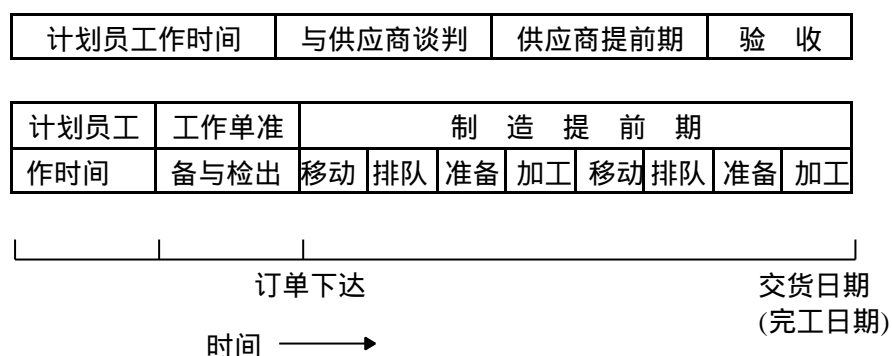 计划员工作时间 与供应商谈判 供应商提前期 验 收
计划员工 工作单准 制 造 提 前 期
作时间 备与检出 移动 排队 准备 加工 移动 排队 准备 加工
订单下达 交货日期
(完工日期)
时间